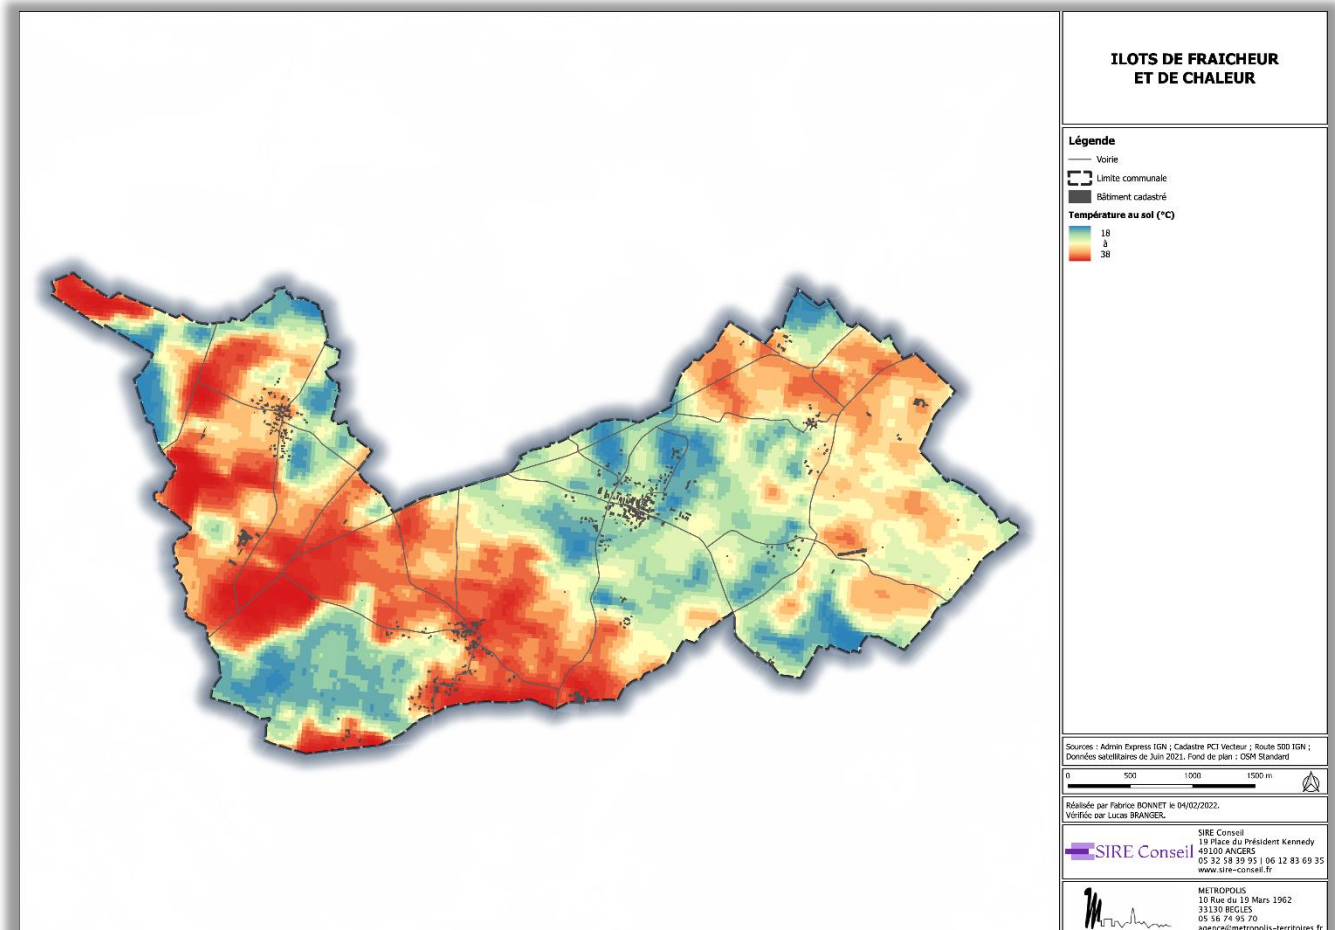 ILOTS DE FRAICHEUR
ET DE CHALEUR
Légende
Voirie
Limite communale
Bâtiment cadastré
Température au sol (°C)
18
à
38
Sources : Admin Express IGN ; Cadastre PCI Vecteur ; Route 500 IGN ;
Données satellitaires de Juin 2021. Fond de plan : OSM Standard
0 500 1000 1500 m
Réalisée par Fabrice BONNET le 04/02/2022.
Vérifiée par Lucas BRANGER.
SIRE Conseil
SIRE Conseil
19 Place du Président Kennedy
49100 ANGERS
05 32 58 39 95 | 06 12 83 69 35
www.sire-conseil.fr
METROPOLIS
10 Rue du 19 Mars 1962
33130 BEGLES
05 56 74 95 70
agence@metropolis-territoires.fr